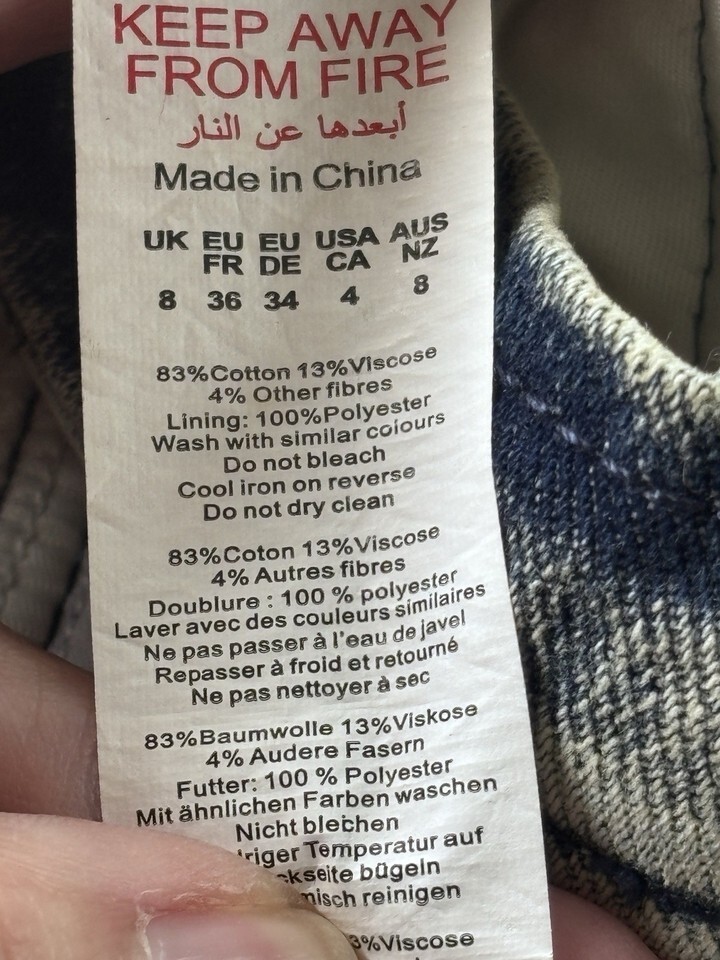 KEEP AWAY
FROM FIRE
أبعدها عن النار
Made in China
UK EU FR EU DE USA CA AUS NZ
8 36 34 4 8
83%Cotton 13%Viscose
4% Other fibres
Lining: 100%Polyester
Wash with similar colours
Do not bleach
Cool iron on reverse
Do not dry clean
83%Coton 13%Viscose
4% Autres fibres
Doublure : 100 % polyester
Laver avec des couleurs similaires
Ne pas passer à l'eau de javel
Repasser à froid et retourné
Ne pas nettoyer à sec
83%Baumwolle 13%Viskose
4% Audere Fasern
Futter: 100 % Polyester
Mit ähnlichen Farben waschen
Nicht bleichen
Temperatur auf
bügeln
reinigen
%Viscose